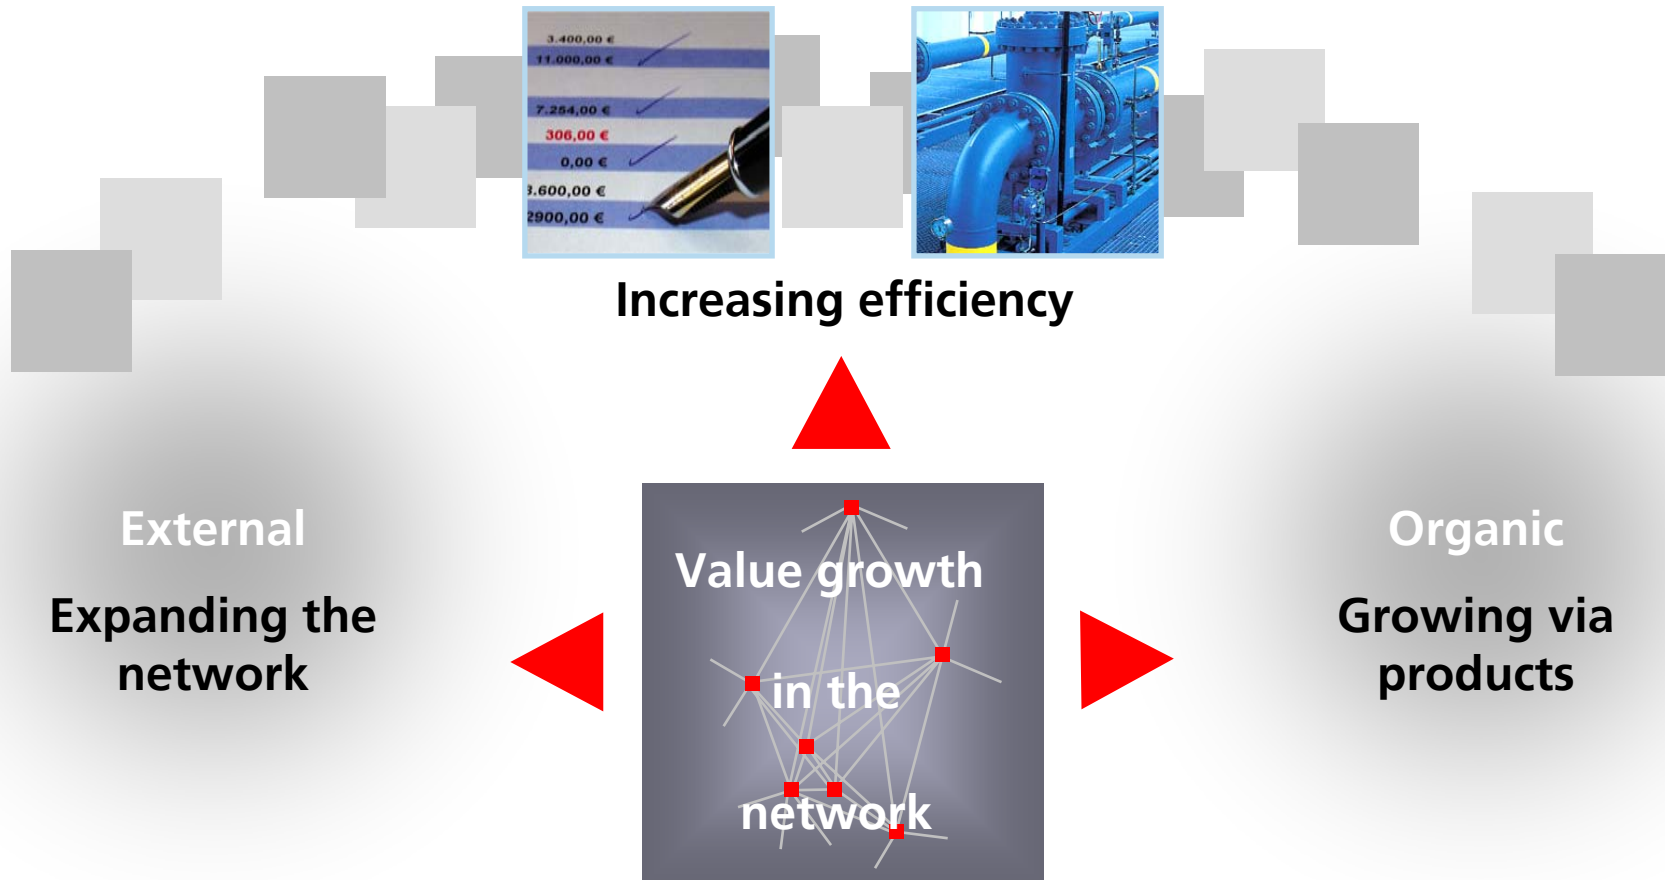 3.400,00 €
11.000,00 €
7.254,00 €
306,00 €
0,00 €
3.600,00 €
2900,00 €
Increasing efficiency
External
Expanding the
network
Value growth
in the
network
Organic
Growing via
products